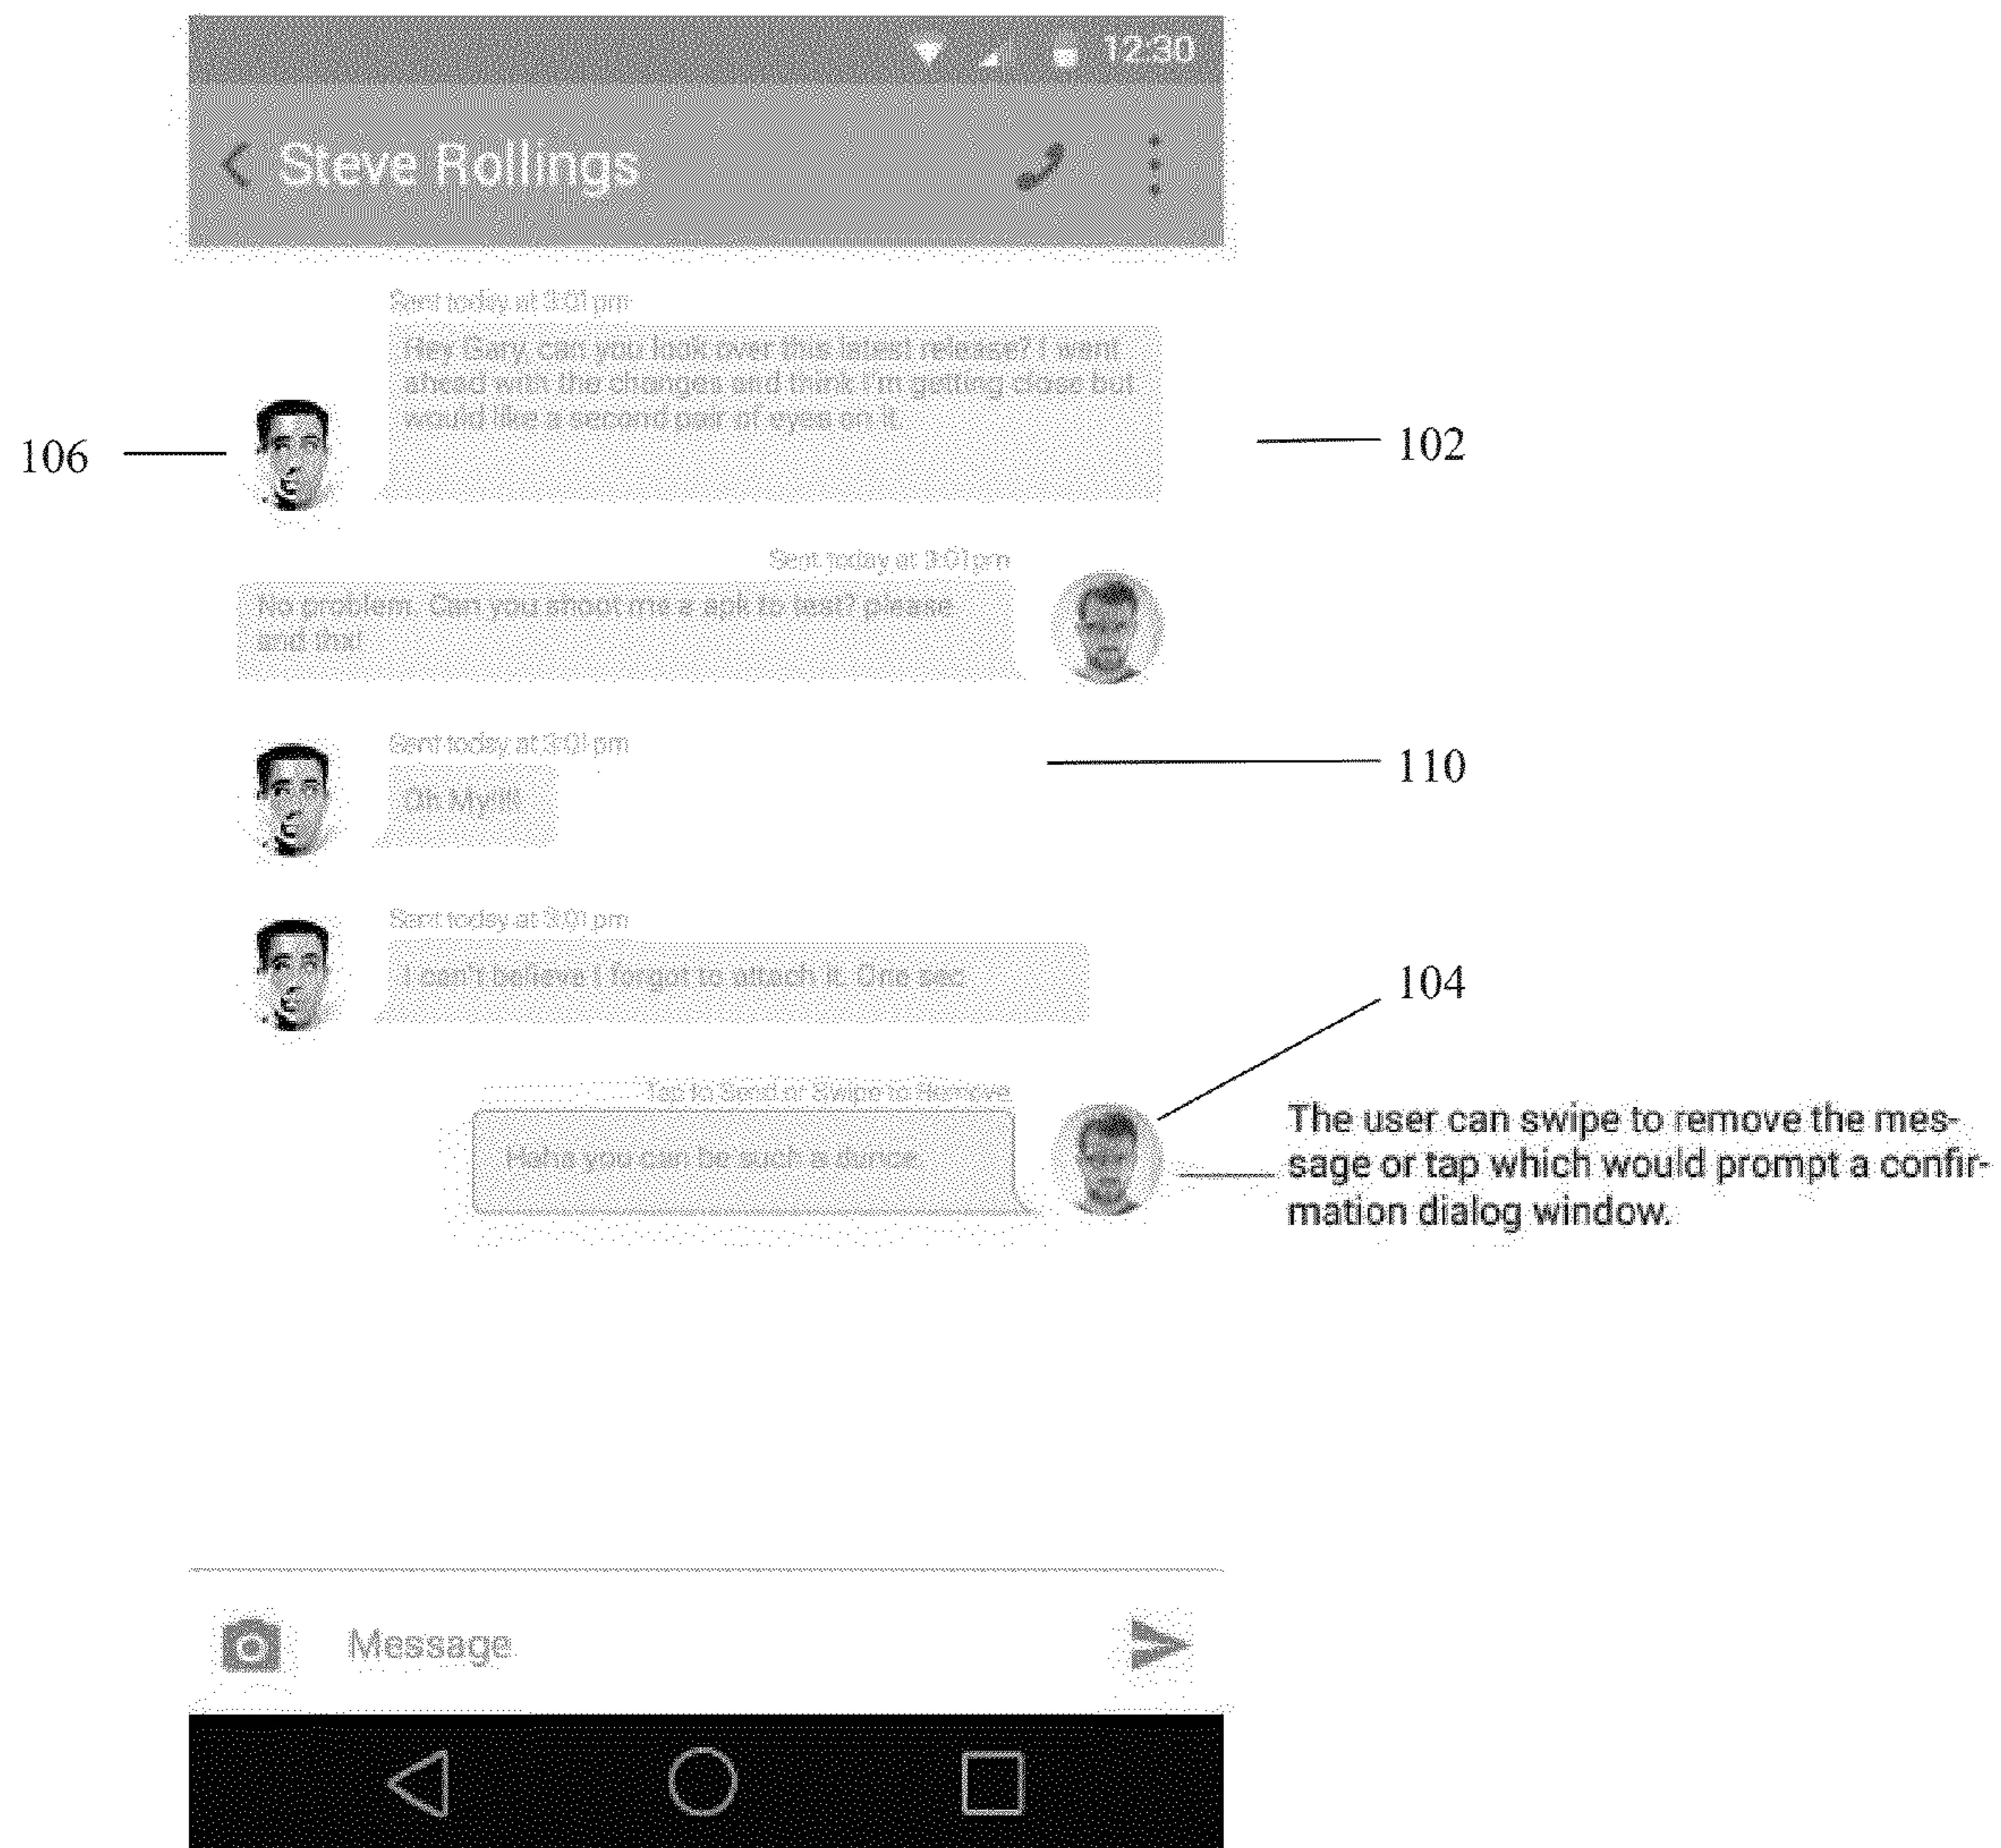 12:30
Steve Rollings
Sent today at 3:01 pm
Hey Gary, can you look over this latest release? I went
ahead with the changes and think I'm getting close but
would like a second pair of eyes on it.
106
102
Sent today at 3:01pm
No problem. Can you shoot me a apk to test? please
and thx!
Sent today at 3:01 pm
110
Oh My!!!!
Sent today at 3:01 pm
I can't believe I forgot to attach it. One sec
104
Tap to Send or Swipe to Remove
Haha you can be such a dunce
The user can swipe to remove the mes-
sage or tap which would prompt a confir-
mation dialog window.
Message